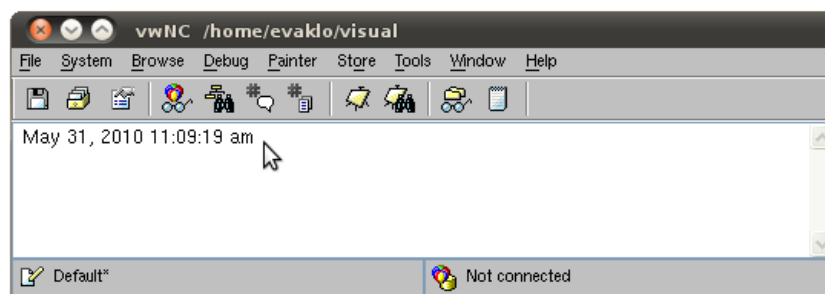 vwNC /home/evaklo/visual
File System Browse Debug Painter Store Tools Window Help
May 31, 2010 11:09:19 am
Default* Not connected